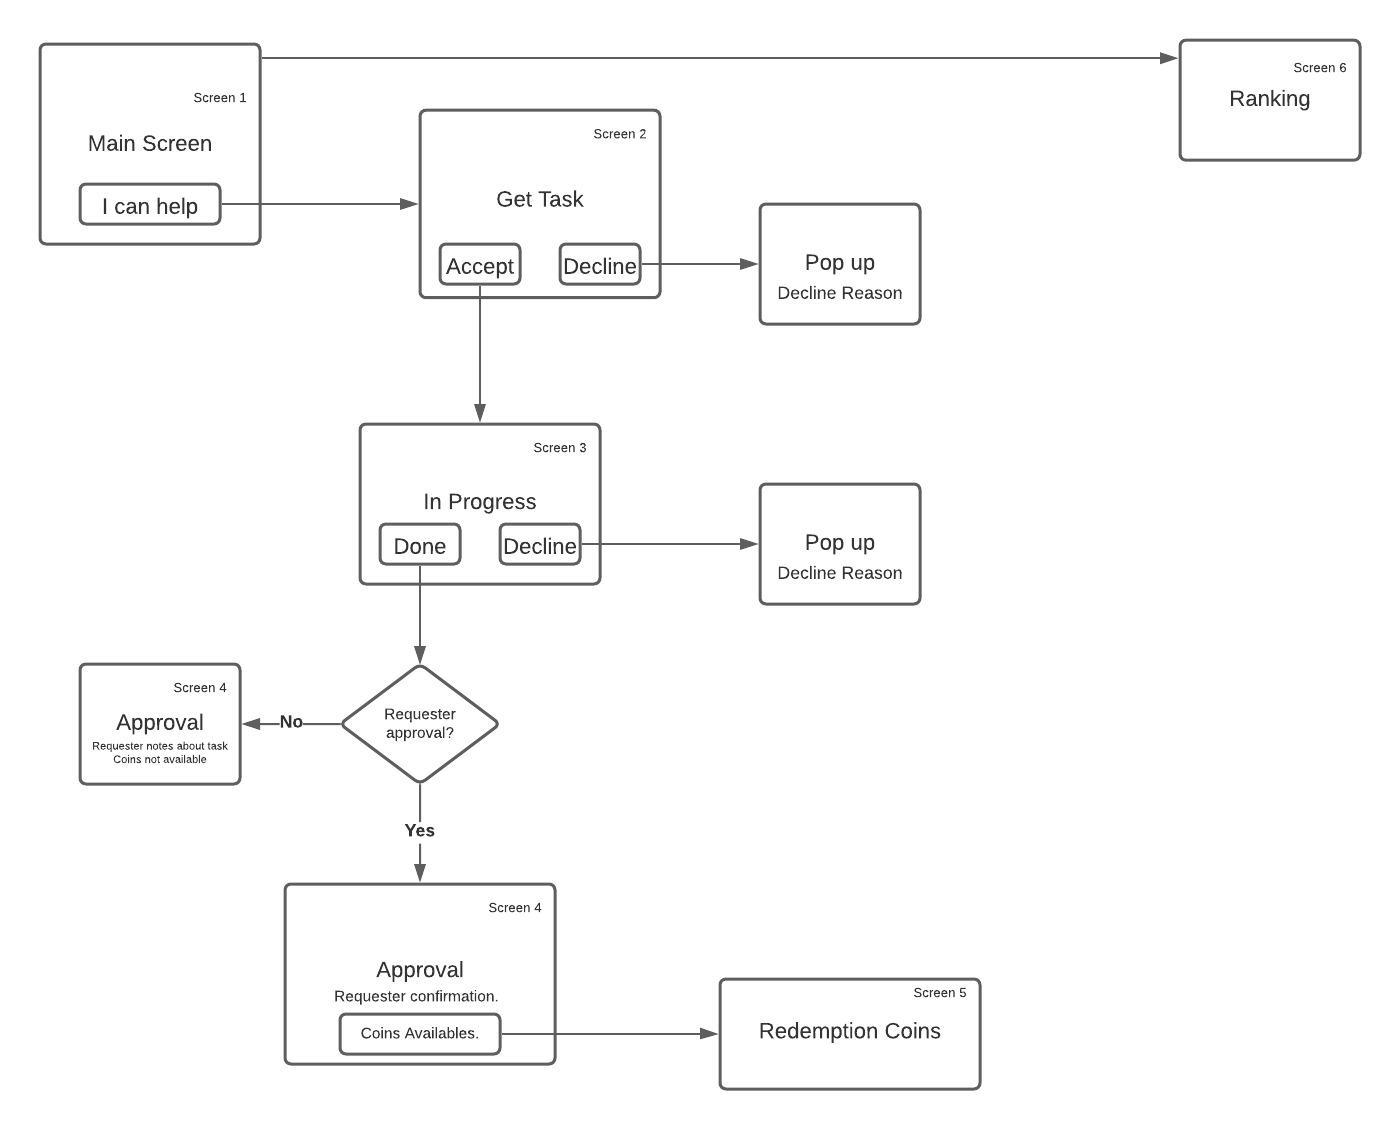 Screen 1
Main Screen
I can help
Screen 6
Ranking
Screen 2
Get Task
Accept
Decline
Pop up
Decline Reason
Screen 3
In Progress
Done
Decline
Pop up
Decline Reason
Requester
approval?
No
Screen 4
Approval
Requester notes about task
Coins not available
Yes
Screen 4
Approval
Requester confirmation.
Coins Availables.
Screen 5
Redemption Coins